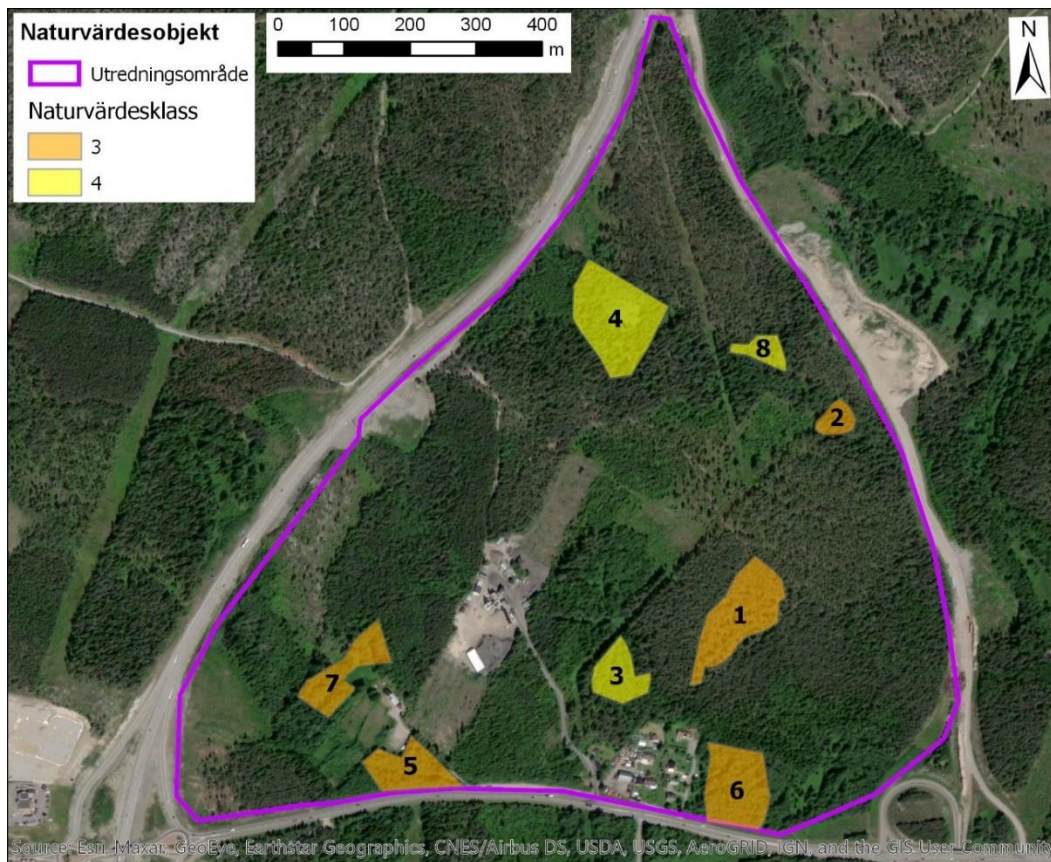 Naturvärdesobjekt
Utredningsområde
Naturvärdesklass
3
4
0 100 200 300 400
m
N
4
8
2
1
3
7
5
6
Source: Esri, Maxar, GeoEye, Earthstar Geographics, CNES/Airbus DS, USDA, USGS, AeroGRID, IGN, and the GIS User Community